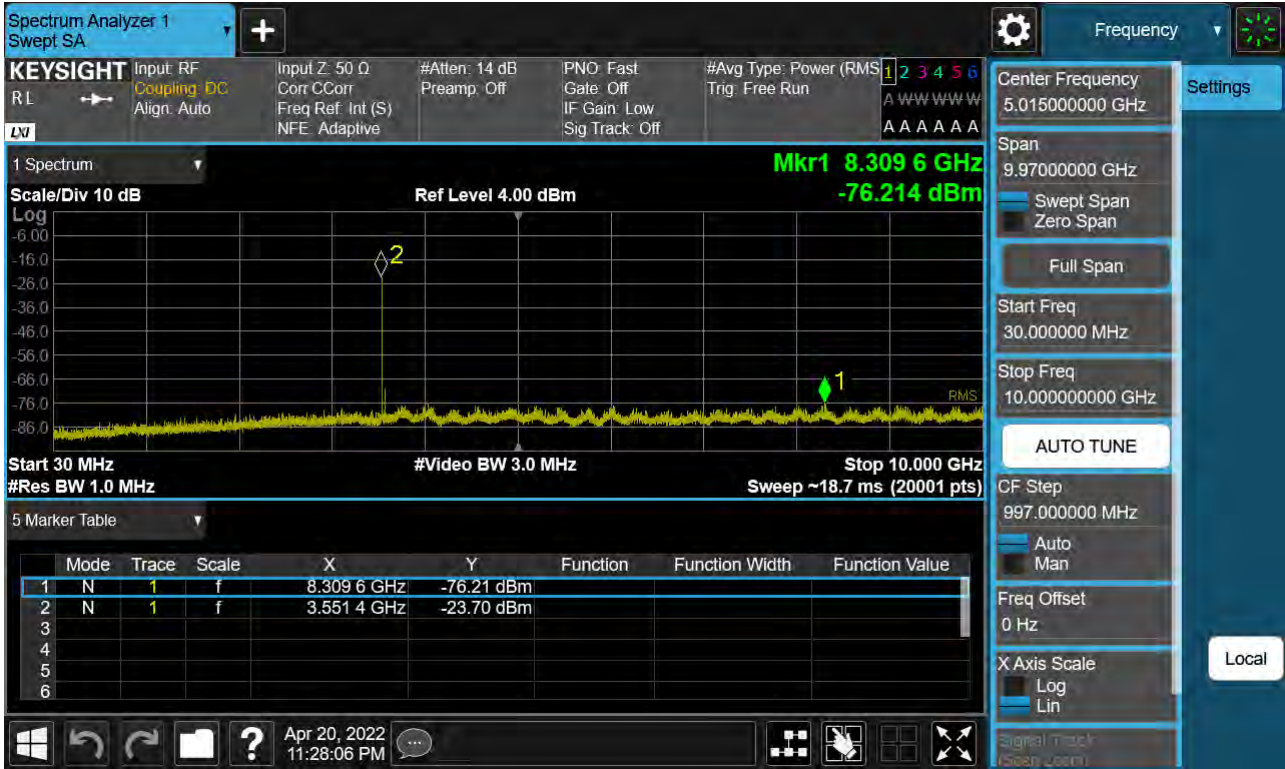 Spectrum Analyzer 1
Swept SA
+
Frequency
KEYSIGHT
RL
LXI
Input: RF
Coupling: DC
Align: Auto
Input Z: 50 Ω
Corr CCorr
Freq Ref: Int (S)
NFE: Adaptive
#Atten: 14 dB
Preamp: Off
PNO: Fast
Gate: Off
IF Gain: Low
Sig Track: Off
#Avg Type: Power (RMS
Trig: Free Run
1 2 3 4 5 6
A W W W W W
A A A A A A
1 Spectrum
Mkr1 8.309 6 GHz
Scale/Div 10 dB
Ref Level 4.00 dBm
-76.214 dBm
Log
-6.00
-16.0
2
-26.0
-36.0
-46.0
-56.0
-66.0
1
-76.0
RMS
-86.0
Start 30 MHz
#Video BW 3.0 MHz
Stop 10.000 GHz
#Res BW 1.0 MHz
Sweep ~18.7 ms (20001 pts)
5 Marker Table
Mode Trace Scale X Y Function Function Width Function Value
1 N 1 f 8.309 6 GHz -76.21 dBm
2 N 1 f 3.551 4 GHz -23.70 dBm
3
4
5
6
?
Apr 20, 2022
11:28:06 PM
Center Frequency
5.015000000 GHz
Settings
Span
9.97000000 GHz
Swept Span
Zero Span
Full Span
Start Freq
30.000000 MHz
Stop Freq
10.000000000 GHz
AUTO TUNE
CF Step
997.000000 MHz
Auto
Man
Freq Offset
0 Hz
X Axis Scale
Log
Lin
Local
Signal Track
(Span Zoom)